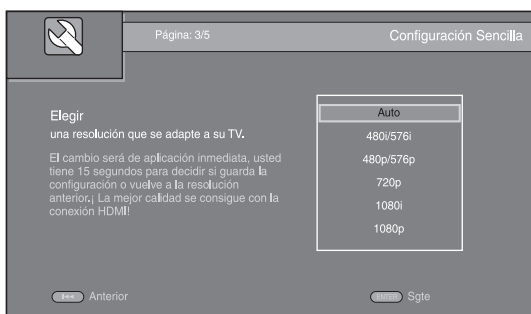 Página: 3/5
Configuración Sencilla
Elegir
una resolución que se adapte a su TV.
El cambio será de aplicación inmediata, usted
tiene 15 segundos para decidir si guarda la
configuración o vuelve a la resolución
anterior.¡ La mejor calidad se consigue con la
conexión HDMI!
Auto
480i/576i
480p/576p
720p
1080i
1080p
Anterior
ENTER Sgte